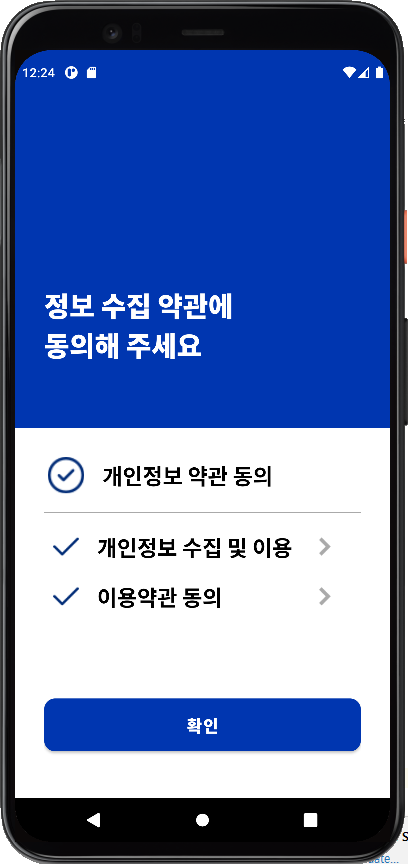 12:24
정보 수집 약관에
동의해 주세요
개인정보 약관 동의
개인정보 수집 및 이용
이용약관 동의
확인